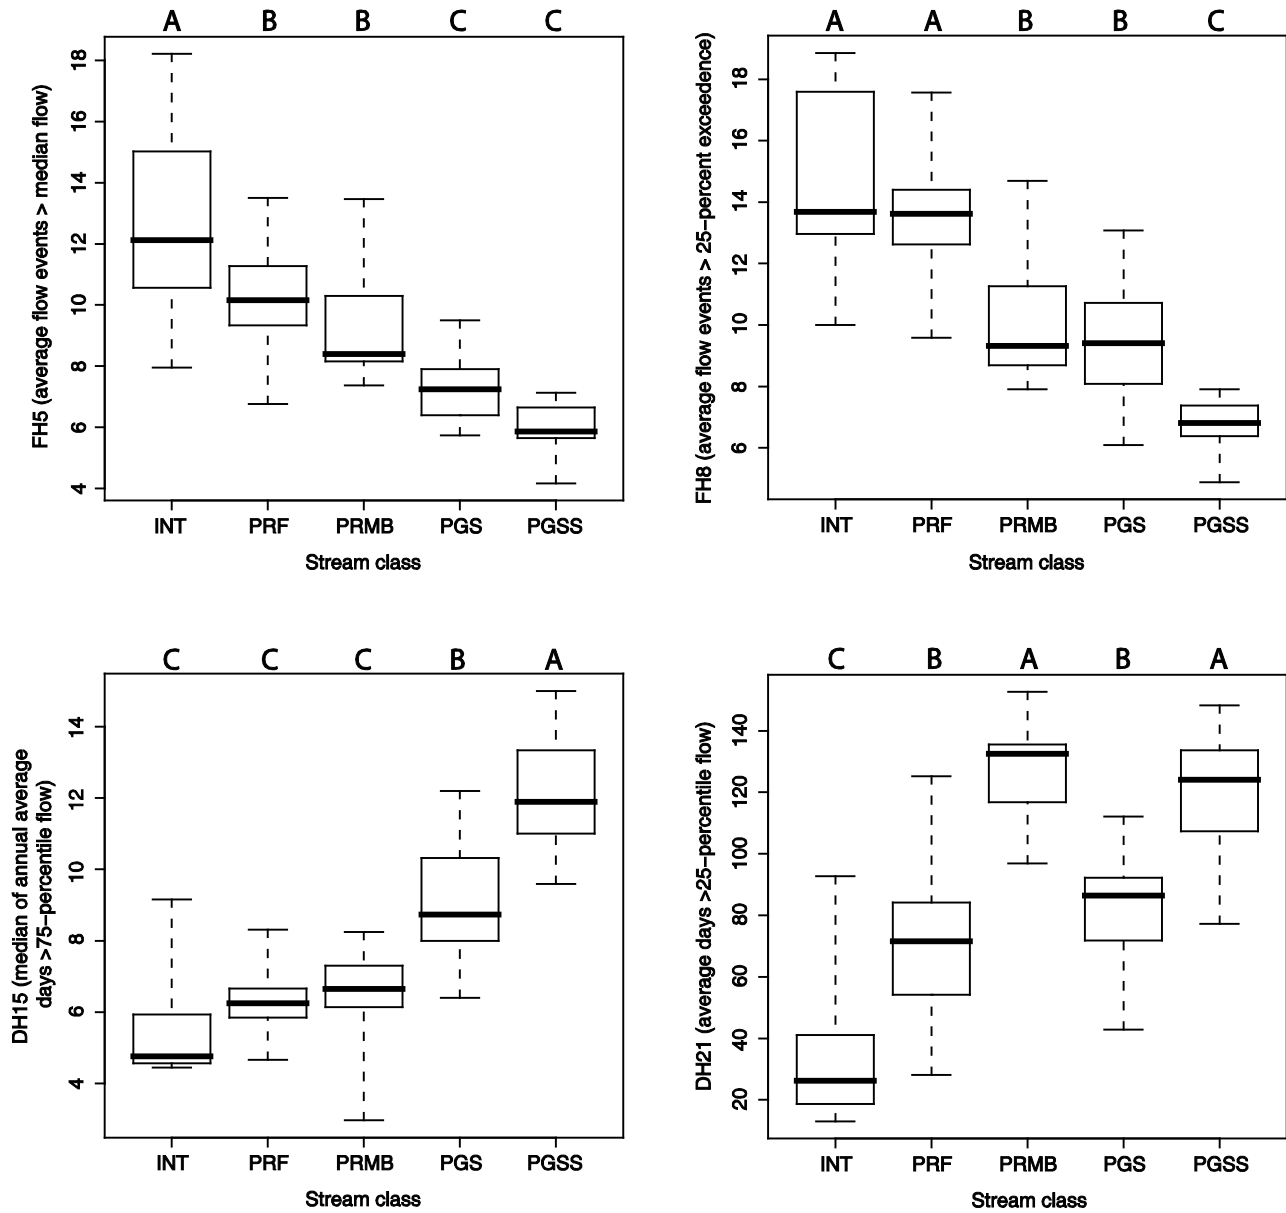 A B B C C
FH5 (average flow events > median flow)
18
16
14
12
10
8
6
4
INT PRF PRMB PGS PGSS
Stream class
A A B B C
FH8 (average flow events > 25−percent exceedence)
18
16
14
12
10
8
6
INT PRF PRMB PGS PGSS
Stream class
C C C B A
DH15 (median of annual average
days >75−percentile flow)
14
12
10
8
6
4
INT PRF PRMB PGS PGSS
Stream class
C B A B A
DH21 (average days >25−percentile flow)
140
120
100
80
60
40
20
INT PRF PRMB PGS PGSS
Stream class